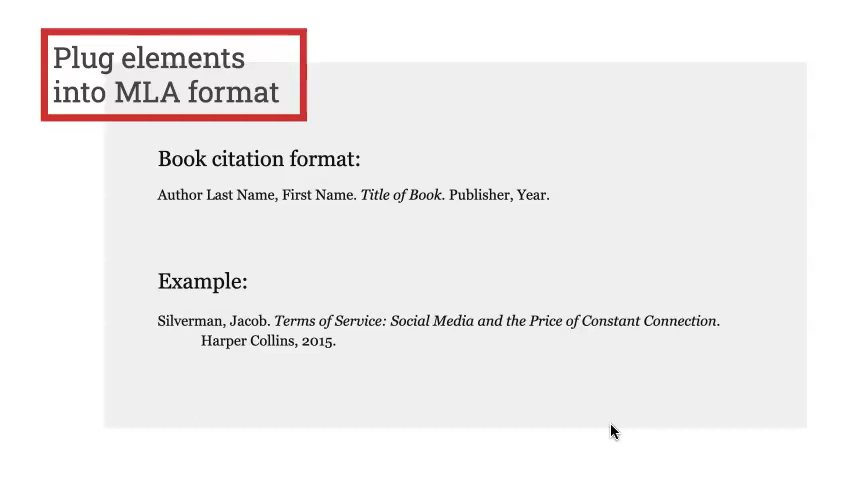 Plug elements
into MLA format
Book citation format:
Author Last Name, First Name. Title of Book. Publisher, Year.
Example:
Silverman, Jacob. Terms of Service: Social Media and the Price of Constant Connection.
Harper Collins, 2015.